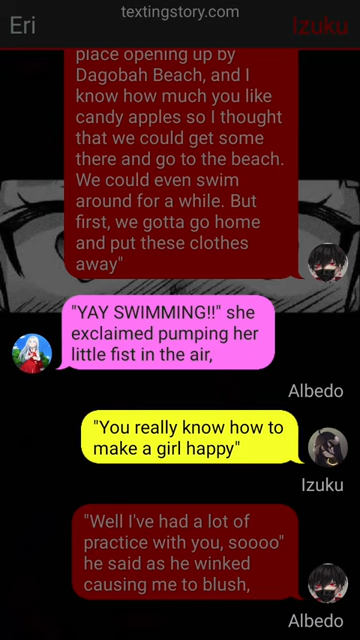 textingstory.com
Eri
Izuku
place opening up by
Dagobah Beach, and I
know how much you like
candy apples so I thought
that we could get some
there and go to the beach.
We could even swim
around for a while. But
first, we gotta go home
and put these clothes
away"
"YAY SWIMMING!!" she
exclaimed pumping her
little fist in the air,
Albedo
"You really know how to
make a girl happy"
Izuku
"Well I've had a lot of
practice with you, soooo"
he said as he winked
causing me to blush,
Albedo